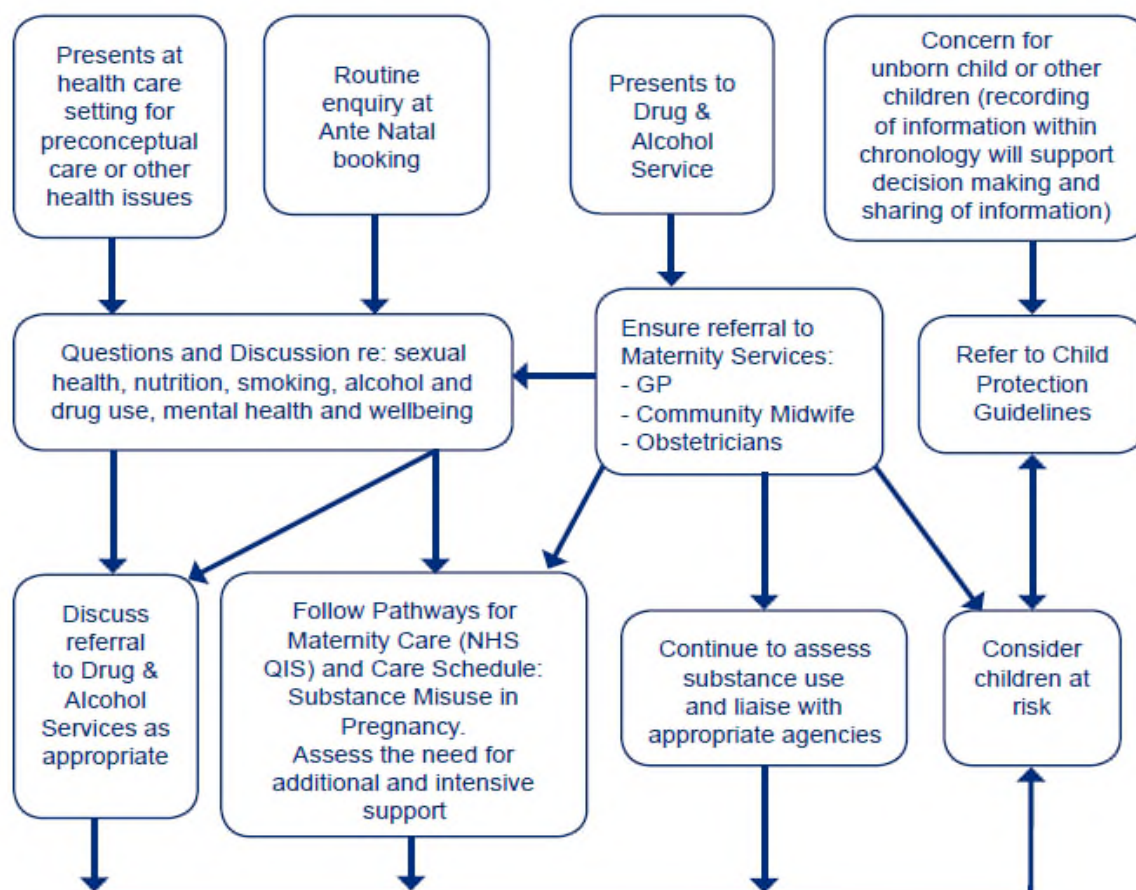 Presents at
health care
setting for
preconceptual
care or other
health issues
Routine
enquiry at
Ante Natal
booking
Presents to
Drug &
Alcohol
Service
Concern for
unborn child or other
children (recording
of information within
chronology will support
decision making and
sharing of information)
Questions and Discussion re: sexual
health, nutrition, smoking, alcohol and
drug use, mental health and wellbeing
Ensure referral to
Maternity Services:
- GP
- Community Midwife
- Obstetricians
Refer to Child
Protection
Guidelines
Discuss
referral
to Drug &
Alcohol
Services as
appropriate
Follow Pathways for
Maternity Care (NHS
QIS) and Care Schedule:
Substance Misuse in
Pregnancy.
Assess the need for
additional and intensive
support
Continue to assess
substance use
and liaise with
appropriate agencies
Consider
children at
risk